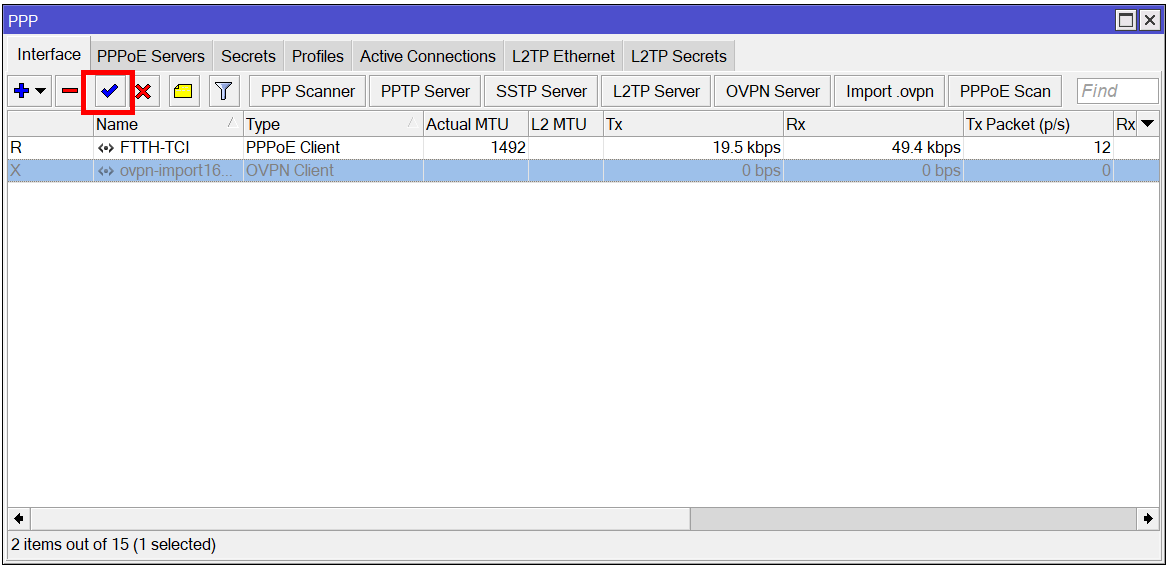 PPP
Interface PPPoE Servers Secrets Profiles Active Connections L2TP Ethernet L2TP Secrets
PPP Scanner PPTP Server SSTP Server L2TP Server OVPN Server Import .ovpn PPPoE Scan Find
Name Type Actual MTU L2 MTU Tx Rx Tx Packet (p/s) Rx
R FTTH-TCI PPPoE Client 1492 19.5 kbps 49.4 kbps 12
X ovpn-import16... OVPN Client 0 bps 0 bps 0
2 items out of 15 (1 selected)